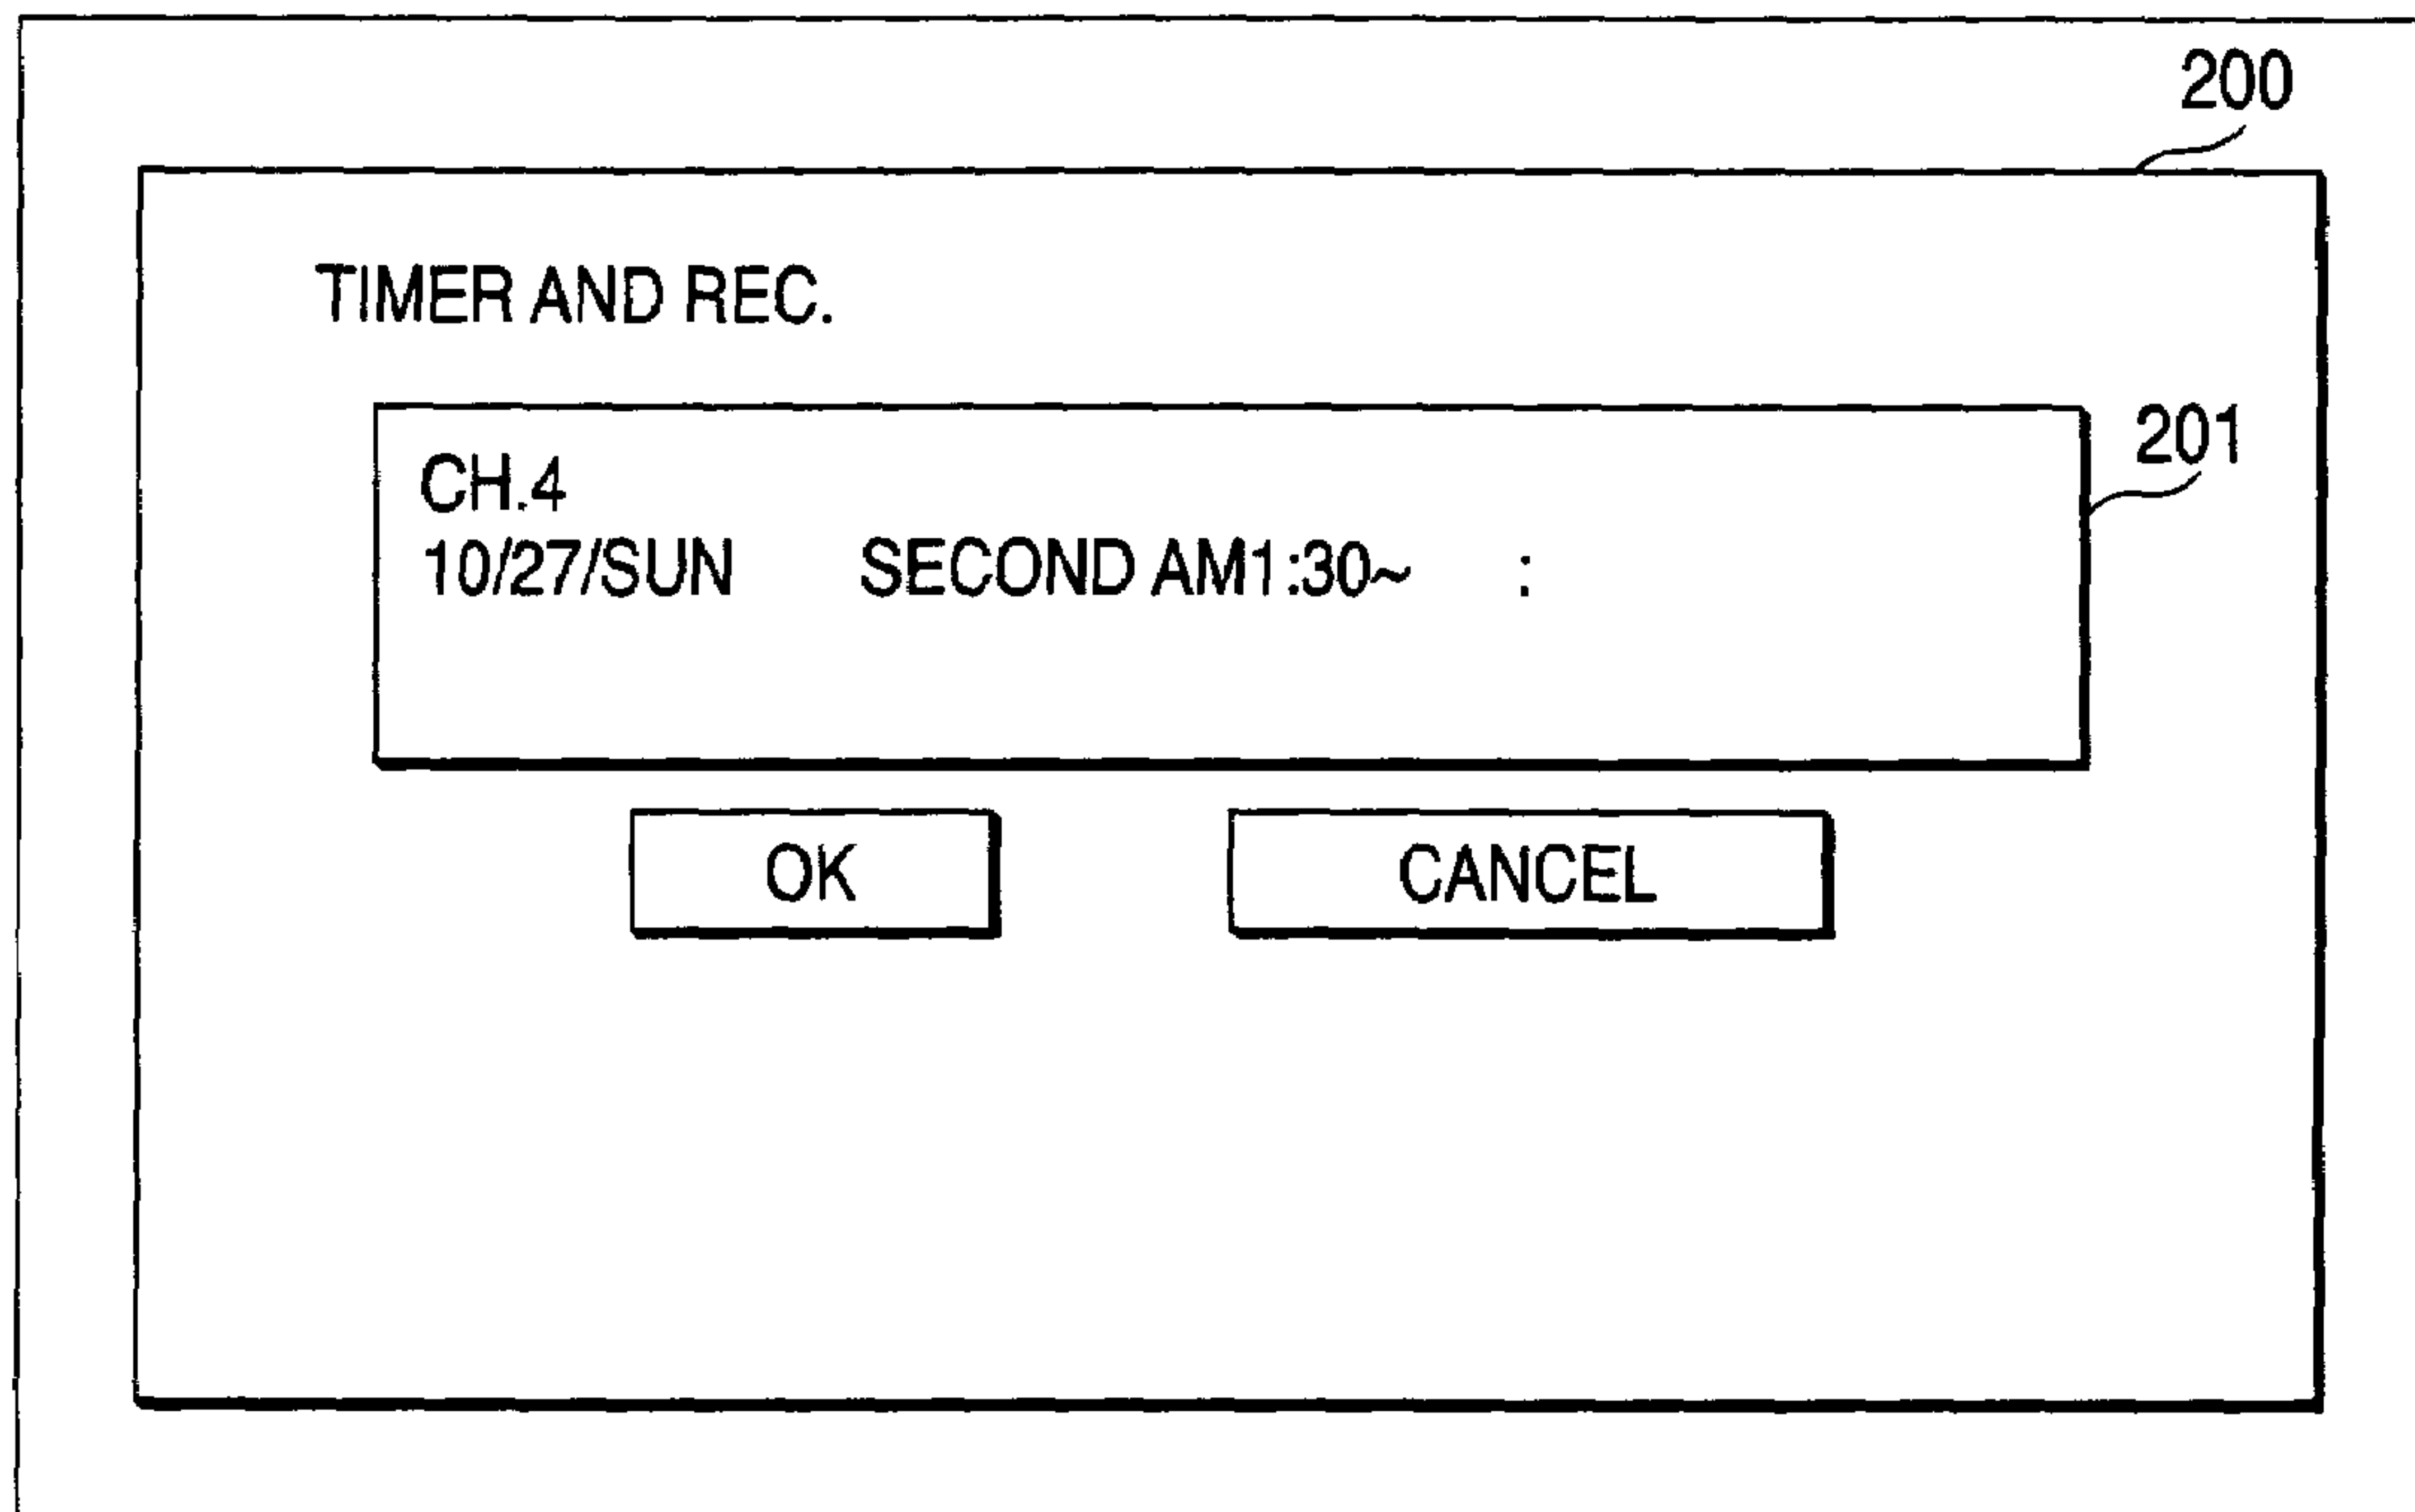 200
TIMER AND REC.
201
CH.4
10/27/SUN SECOND AM1:30~ :
OK CANCEL